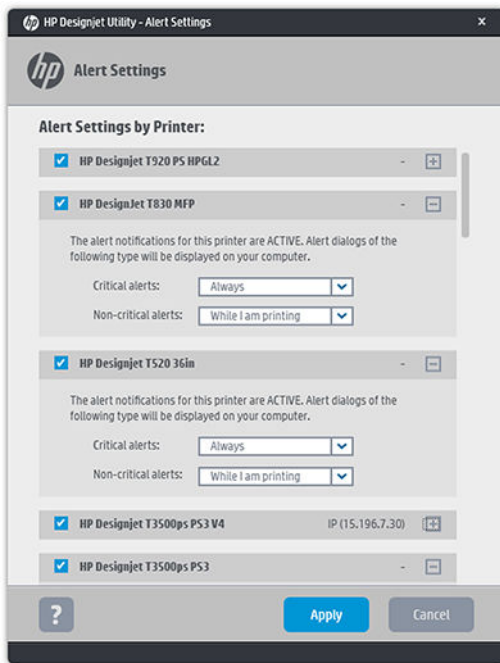 HP Designjet Utility - Alert Settings x
hp Alert Settings
Alert Settings by Printer:
HP Designjet T920 PS HPGL2 - +
HP DesignJet T830 MFP - -
The alert notifications for this printer are ACTIVE. Alert dialogs of the
following type will be displayed on your computer.
Critical alerts: Always
Non-critical alerts: While I am printing
HP Designjet T520 36in - -
The alert notifications for this printer are ACTIVE. Alert dialogs of the
following type will be displayed on your computer.
Critical alerts: Always
Non-critical alerts: While I am printing
HP Designjet T3500ps PS3 V4 IP (15.196.7.30) +
HP Designjet T3500ps PS3 - -
? Apply Cancel